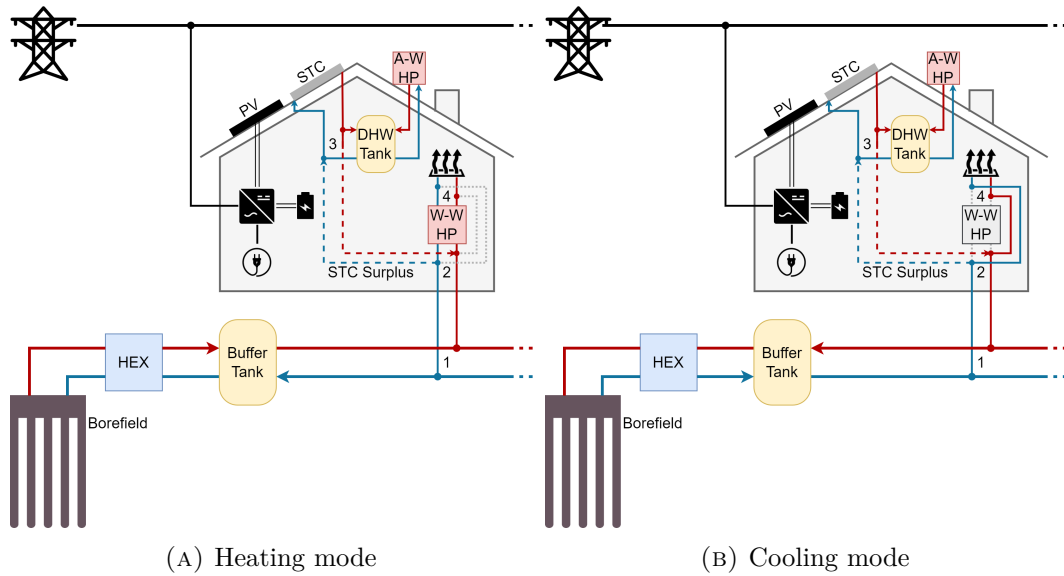 A-W
HP
STC
PV
3
DHW
Tank
4
W-W
HP
STC Surplus
2
HEX
Buffer
Tank
1
Borefield
(A) Heating mode
A-W
HP
STC
PV
3
DHW
Tank
4
W-W
HP
STC Surplus
2
HEX
Buffer
Tank
1
Borefield
(B) Cooling mode